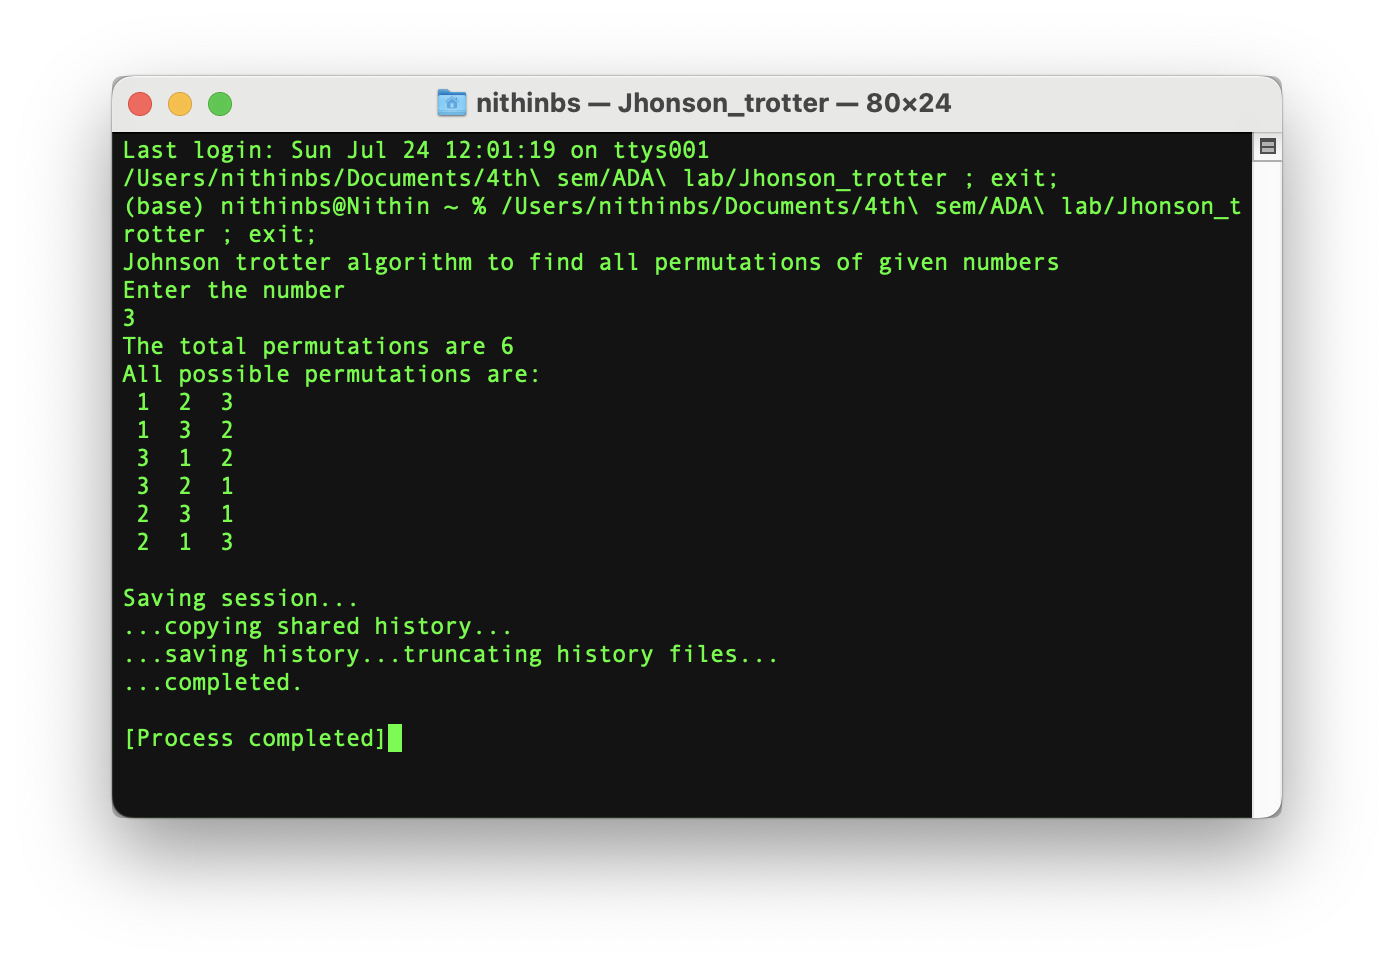 nithinbs — Jhonson_trotter — 80×24
Last login: Sun Jul 24 12:01:19 on ttys001
/Users/nithinbs/Documents/4th\ sem/ADA\ lab/Jhonson_trotter ; exit;
(base) nithinbs@Nithin ~ % /Users/nithinbs/Documents/4th\ sem/ADA\ lab/Jhonson_t
rotter ; exit;
Johnson trotter algorithm to find all permutations of given numbers
Enter the number
3
The total permutations are 6
All possible permutations are:
 1  2  3
 1  3  2
 3  1  2
 3  2  1
 2  3  1
 2  1  3
Saving session...
...copying shared history...
...saving history...truncating history files...
...completed.
[Process completed]